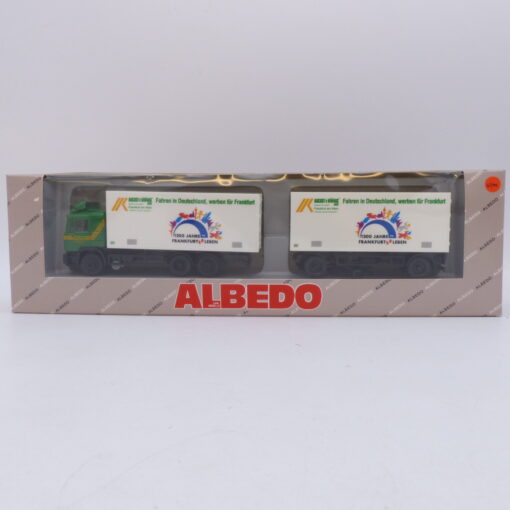 Fahren in Deutschland, werben für Frankfurt
1200 JAHRE
FRANKFURT LEBEN
Fahren in Deutschland, werben für Frankfurt
1200 JAHRE
FRANKFURT LEBEN
ALBEDO